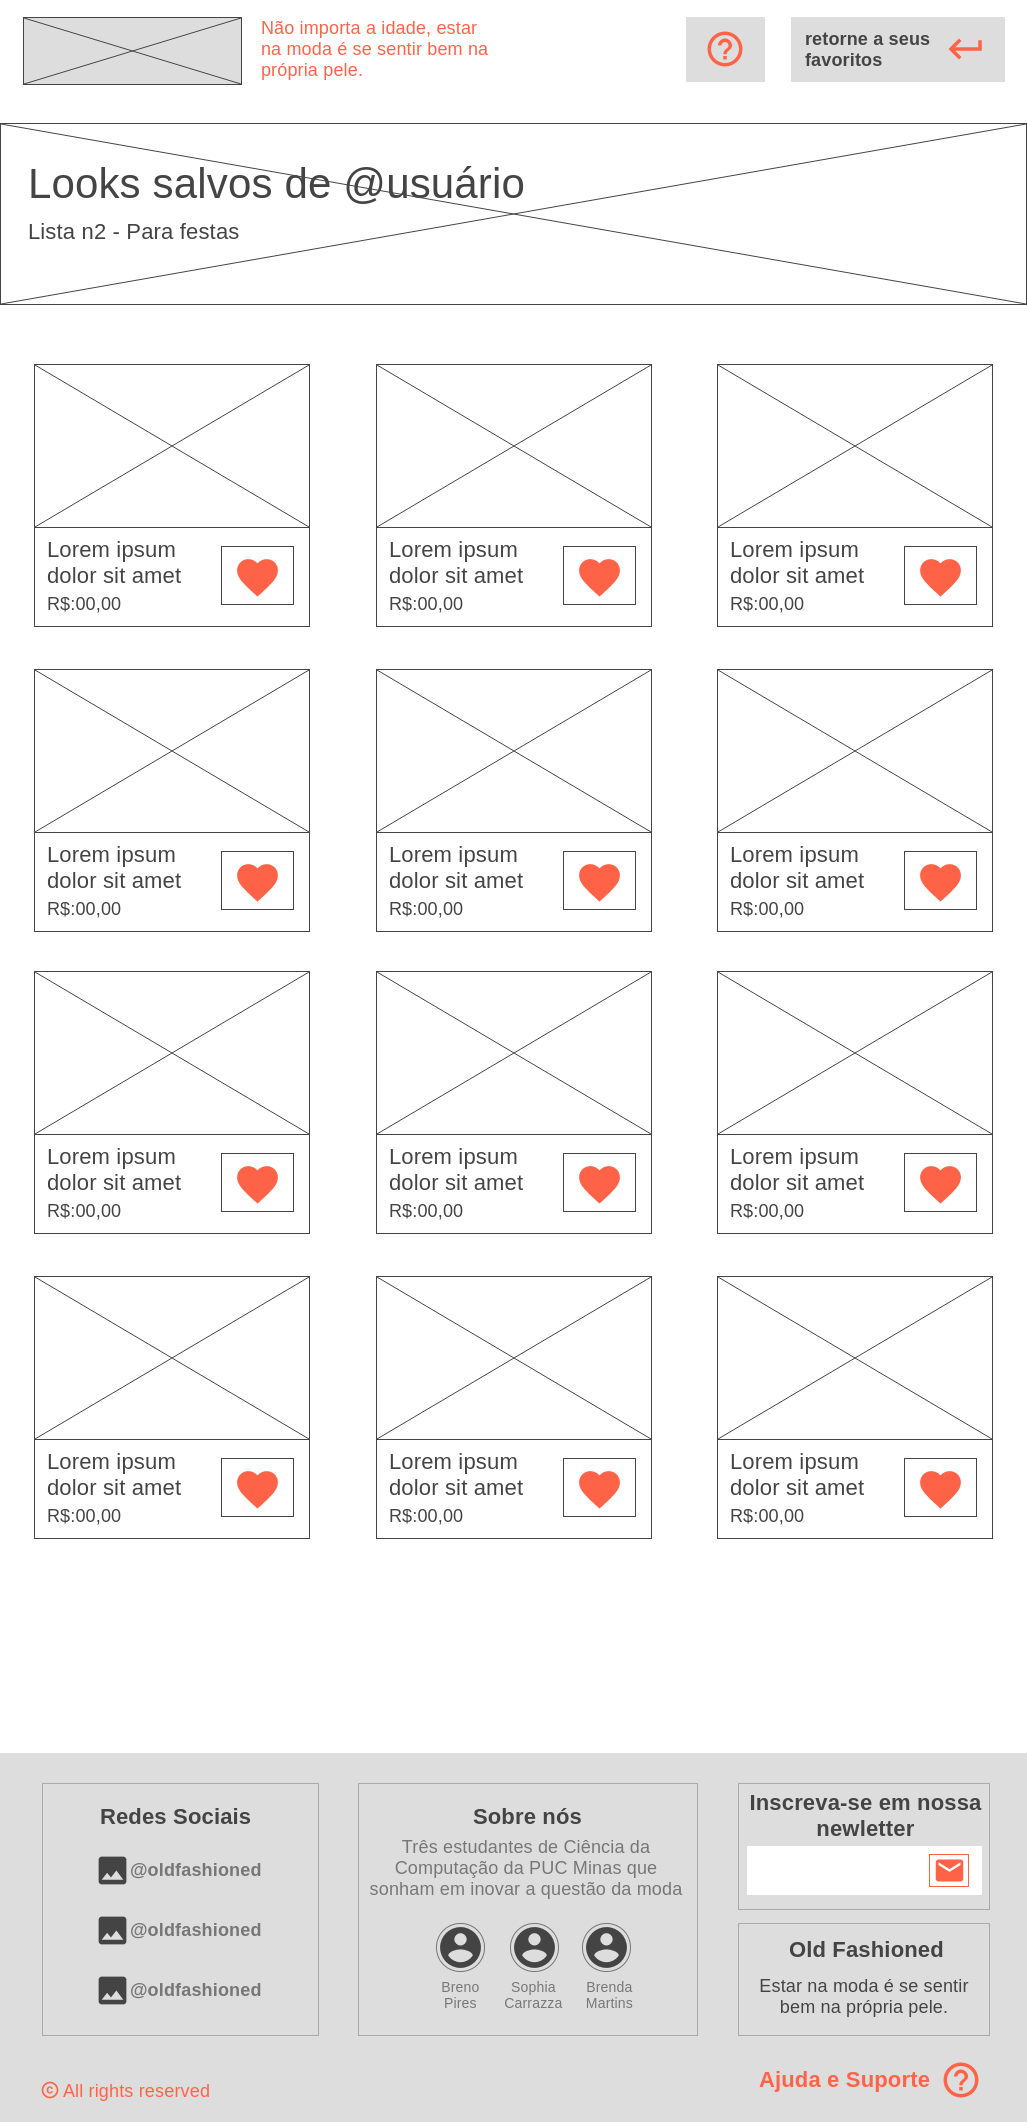 Não importa a idade, estar
na moda é se sentir bem na
própria pele.
retorne a seus
favoritos
Looks salvos de @usuário
Lista n2 - Para festas
Lorem ipsum
dolor sit amet
R$:00,00
Lorem ipsum
dolor sit amet
R$:00,00
Lorem ipsum
dolor sit amet
R$:00,00
Lorem ipsum
dolor sit amet
R$:00,00
Lorem ipsum
dolor sit amet
R$:00,00
Lorem ipsum
dolor sit amet
R$:00,00
Lorem ipsum
dolor sit amet
R$:00,00
Lorem ipsum
dolor sit amet
R$:00,00
Lorem ipsum
dolor sit amet
R$:00,00
Lorem ipsum
dolor sit amet
R$:00,00
Lorem ipsum
dolor sit amet
R$:00,00
Lorem ipsum
dolor sit amet
R$:00,00
Redes Sociais
@oldfashioned
@oldfashioned
@oldfashioned
Sobre nós
Três estudantes de Ciência da
Computação da PUC Minas que
sonham em inovar a questão da moda
Breno
Pires
Sophia
Carrazza
Brenda
Martins
Inscreva-se em nossa
newletter
Old Fashioned
Estar na moda é se sentir
bem na própria pele.
© All rights reserved
Ajuda e Suporte